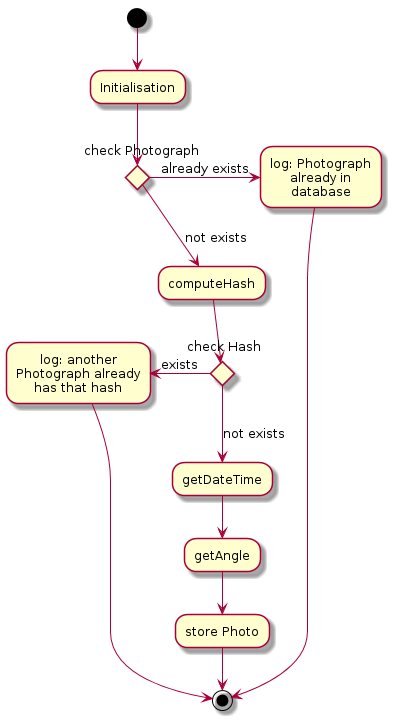 Initialisation
check Photograph
already exists
log: Photograph
already in
database
not exists
computeHash
check Hash
exists
log: another
Photograph already
has that hash
not exists
getDateTime
getAngle
store Photo